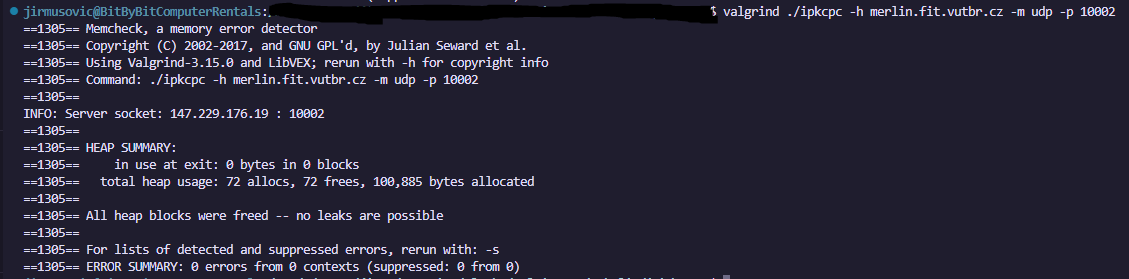 jirmusovic@BitByBitComputerRentals: $ valgrind ./ipkcpc -h merlin.fit.vutbr.cz -m udp -p 10002
==1305== Memcheck, a memory error detector
==1305== Copyright (C) 2002-2017, and GNU GPL'd, by Julian Seward et al.
==1305== Using Valgrind-3.15.0 and LibVEX; rerun with -h for copyright info
==1305== Command: ./ipkcpc -h merlin.fit.vutbr.cz -m udp -p 10002
==1305==
INFO: Server socket: 147.229.176.19 : 10002
==1305==
==1305== HEAP SUMMARY:
==1305==     in use at exit: 0 bytes in 0 blocks
==1305==   total heap usage: 72 allocs, 72 frees, 100,885 bytes allocated
==1305==
==1305== All heap blocks were freed -- no leaks are possible
==1305==
==1305== For lists of detected and suppressed errors, rerun with: -s
==1305== ERROR SUMMARY: 0 errors from 0 contexts (suppressed: 0 from 0)